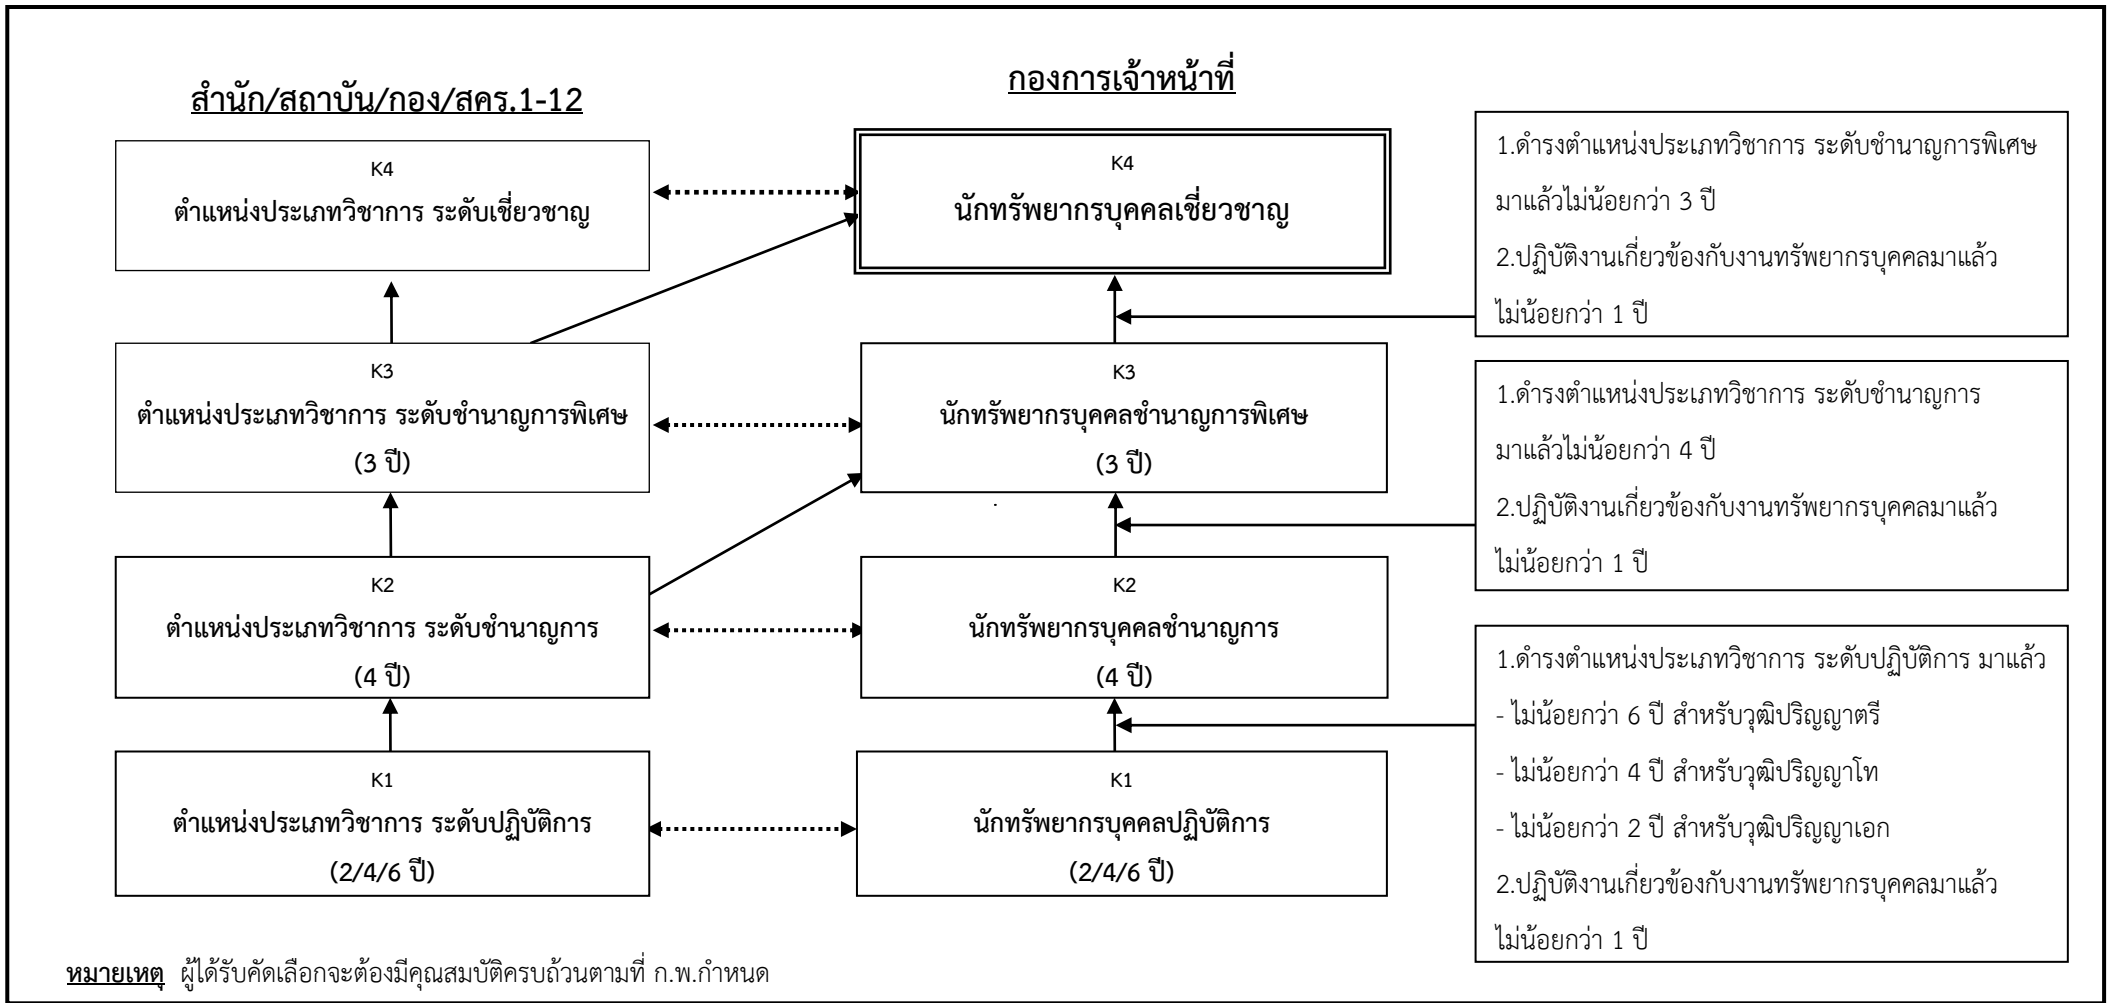 สำนัก/สถาบัน/กอง/สคร.1-12
กองการเจ้าหน้าที่
K4
ตำแหน่งประเภทวิชาการ ระดับเชี่ยวชาญ
K4
นักทรัพยากรบุคคลเชี่ยวชาญ
1.ดำรงตำแหน่งประเภทวิชาการ ระดับชำนาญการพิเศษ
มาแล้วไม่น้อยกว่า 3 ปี
2.ปฏิบัติงานเกี่ยวข้องกับงานทรัพยากรบุคคลมาแล้ว
ไม่น้อยกว่า 1 ปี
K3
ตำแหน่งประเภทวิชาการ ระดับชำนาญการพิเศษ
(3 ปี)
K3
นักทรัพยากรบุคคลชำนาญการพิเศษ
(3 ปี)
1.ดำรงตำแหน่งประเภทวิชาการ ระดับชำนาญการ
มาแล้วไม่น้อยกว่า 4 ปี
2.ปฏิบัติงานเกี่ยวข้องกับงานทรัพยากรบุคคลมาแล้ว
ไม่น้อยกว่า 1 ปี
K2
ตำแหน่งประเภทวิชาการ ระดับชำนาญการ
(4 ปี)
K2
นักทรัพยากรบุคคลชำนาญการ
(4 ปี)
1.ดำรงตำแหน่งประเภทวิชาการ ระดับปฏิบัติการ มาแล้ว
- ไม่น้อยกว่า 6 ปี สำหรับวุฒิปริญญาตรี
- ไม่น้อยกว่า 4 ปี สำหรับวุฒิปริญญาโท
- ไม่น้อยกว่า 2 ปี สำหรับวุฒิปริญญาเอก
2.ปฏิบัติงานเกี่ยวข้องกับงานทรัพยากรบุคคลมาแล้ว
ไม่น้อยกว่า 1 ปี
K1
ตำแหน่งประเภทวิชาการ ระดับปฏิบัติการ
(2/4/6 ปี)
K1
นักทรัพยากรบุคคลปฏิบัติการ
(2/4/6 ปี)
หมายเหตุ ผู้ได้รับคัดเลือกจะต้องมีคุณสมบัติครบถ้วนตามที่ ก.พ.กำหนด